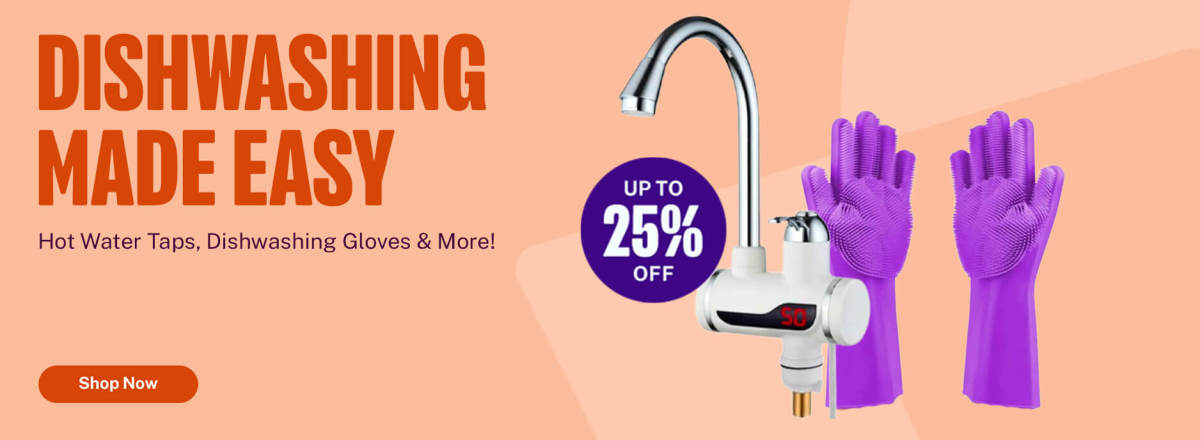 DISHWASHING
MADE EASY
Hot Water Taps, Dishwashing Gloves & More!
UP TO
25%
OFF
50
Shop Now